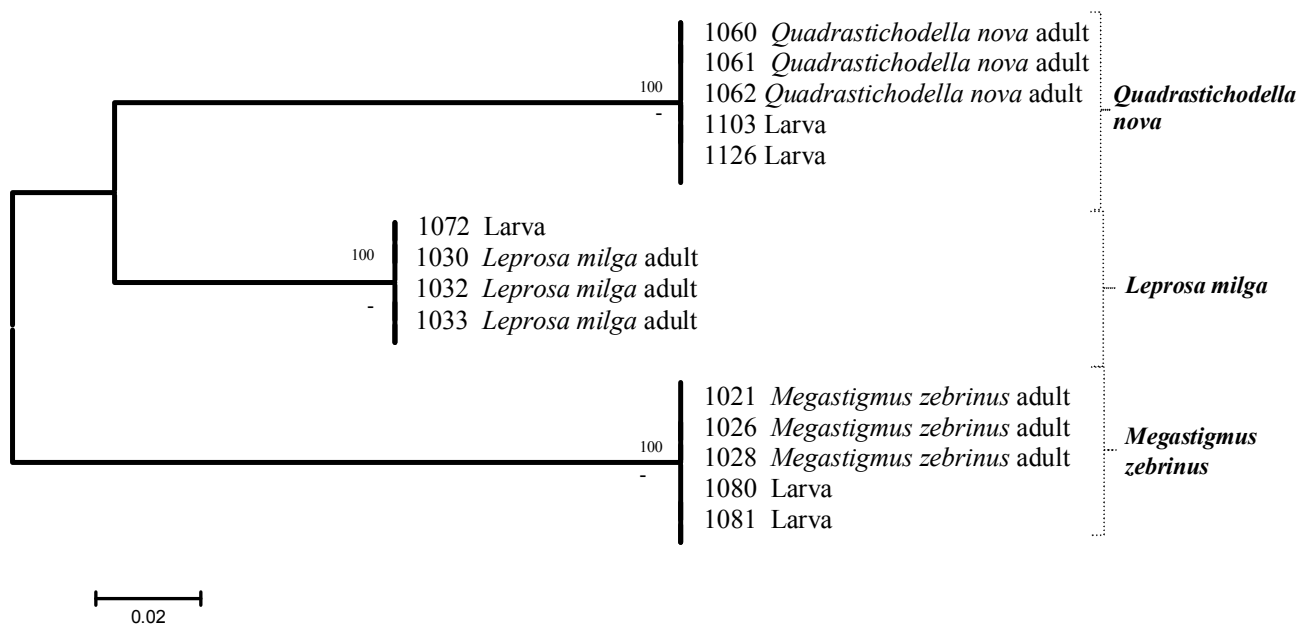 1060 Quadrastichodella nova adult
1061 Quadrastichodella nova adult
1062 Quadrastichodella nova adult
1103 Larva
1126 Larva
100
-
Quadrastichodella
nova
1072 Larva
1030 Leprosa milga adult
1032 Leprosa milga adult
1033 Leprosa milga adult
100
-
Leprosa milga
1021 Megastigmus zebrinus adult
1026 Megastigmus zebrinus adult
1028 Megastigmus zebrinus adult
1080 Larva
1081 Larva
100
-
Megastigmus
zebrinus
0.02